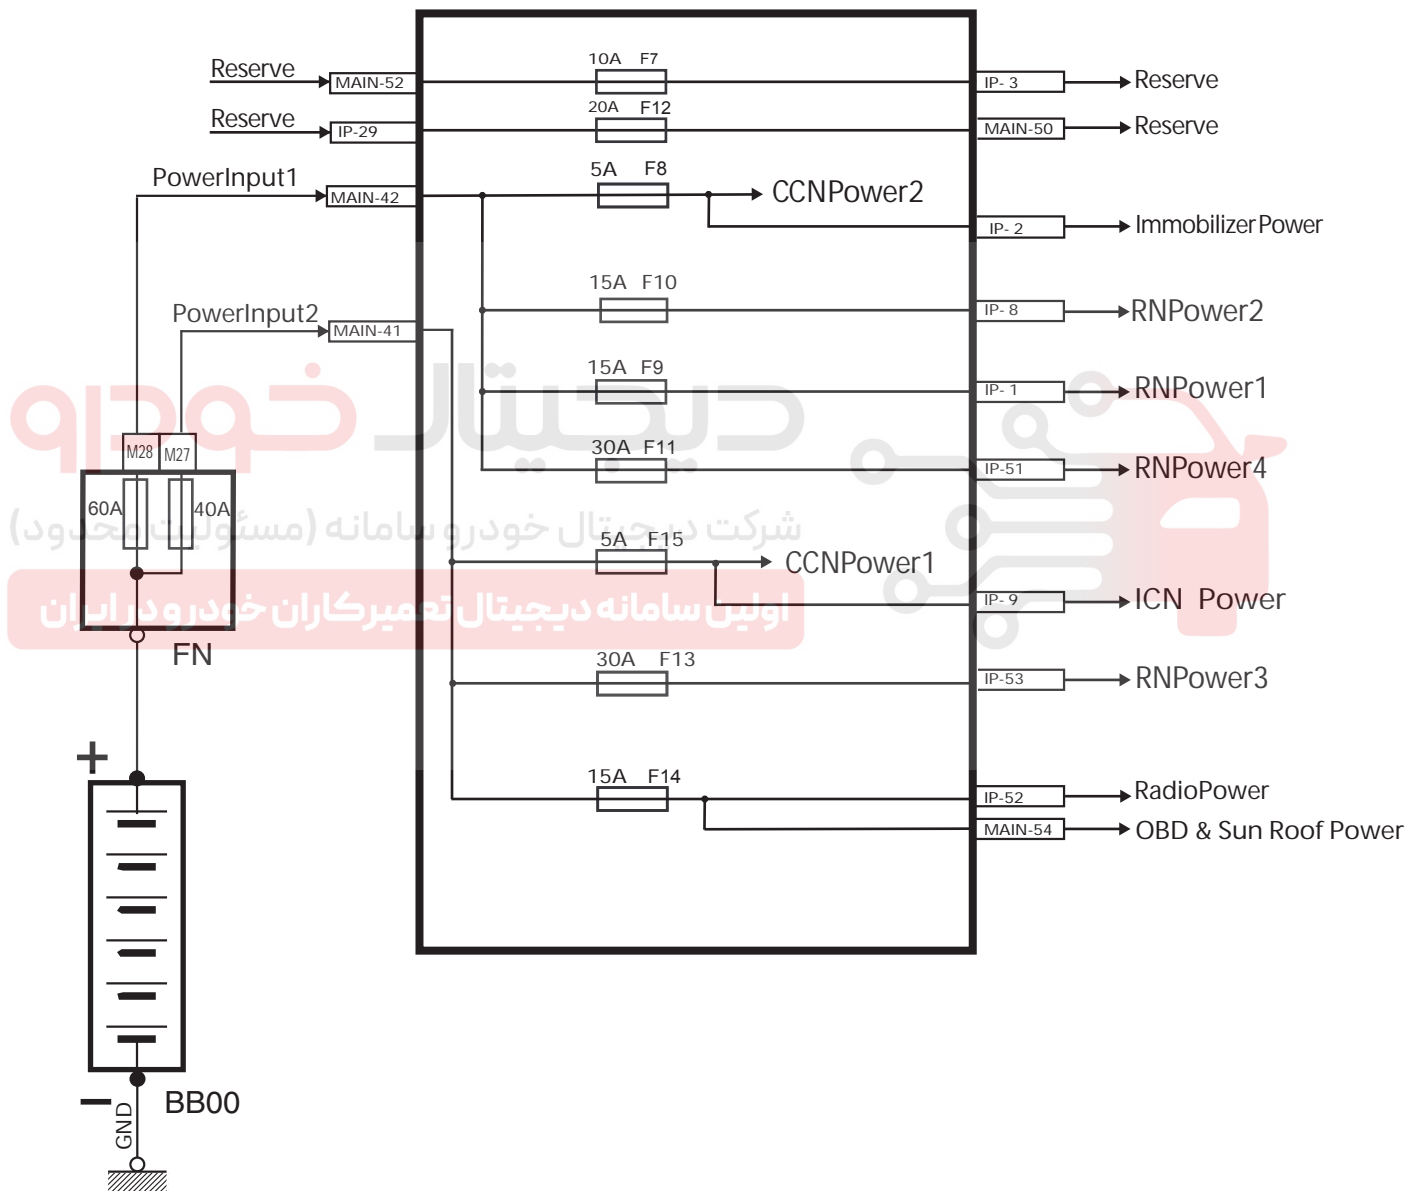 10A F7
Reserve
MAIN-52
IP- 3
Reserve
20A F12
Reserve
IP-29
MAIN-50
Reserve
5A F8
PowerInput1
MAIN-42
CCNPower2
IP- 2
ImmobilizerPower
15A F10
PowerInput2
MAIN-41
IP- 8
RNPower2
15A F9
IP- 1
RNPower1
دیجیتال خودرو
30A F11
M28
M27
IP-51
RNPower4
60A
40A
شرکت دیجیتال خودرو سامانه (مسئولیت محدود)
5A F15
CCNPower1
IP- 9
ICN Power
اولین سامانه دیجیتال تعمیرکاران خودرو در ایران
FN
30A F13
IP-53
RNPower3
+
15A F14
IP-52
RadioPower
MAIN-54
OBD & Sun Roof Power
−
BB00
GND